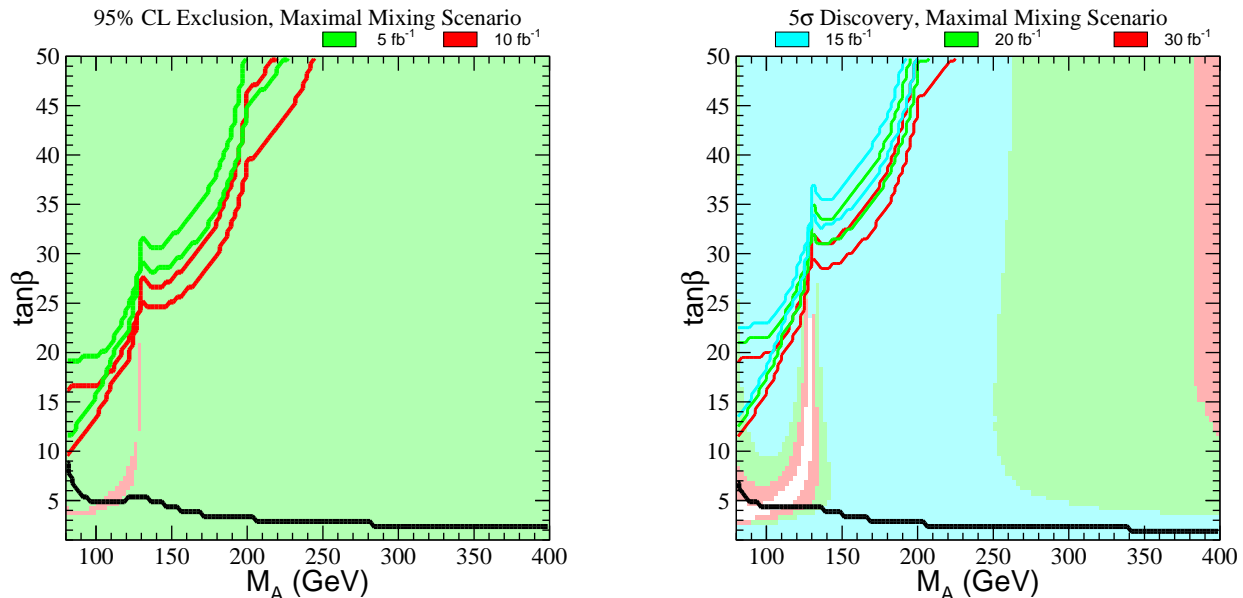 95% CL Exclusion, Maximal Mixing Scenario
5 fb-1 10 fb-1
50
45
40
35
30
25
20
15
10
5
tanβ
100 150 200 250 300 350 400
M_A (GeV)
5σ Discovery, Maximal Mixing Scenario
15 fb-1 20 fb-1 30 fb-1
50
45
40
35
30
25
20
15
10
5
tanβ
100 150 200 250 300 350 400
M_A (GeV)